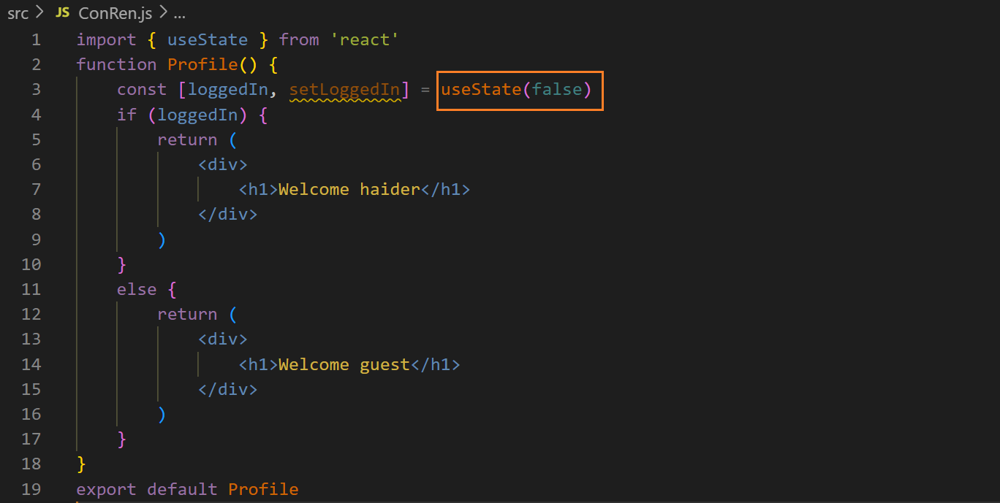 src > JS ConRen.js > ...
1 import { useState } from 'react'
2 function Profile() {
3     const [loggedIn, setLoggedIn] = useState(false)
4     if (loggedIn) {
5         return (
6             <div>
7                 <h1>Welcome haider</h1>
8             </div>
9         )
10     }
11     else {
12         return (
13             <div>
14                 <h1>Welcome guest</h1>
15             </div>
16         )
17     }
18 }
19 export default Profile